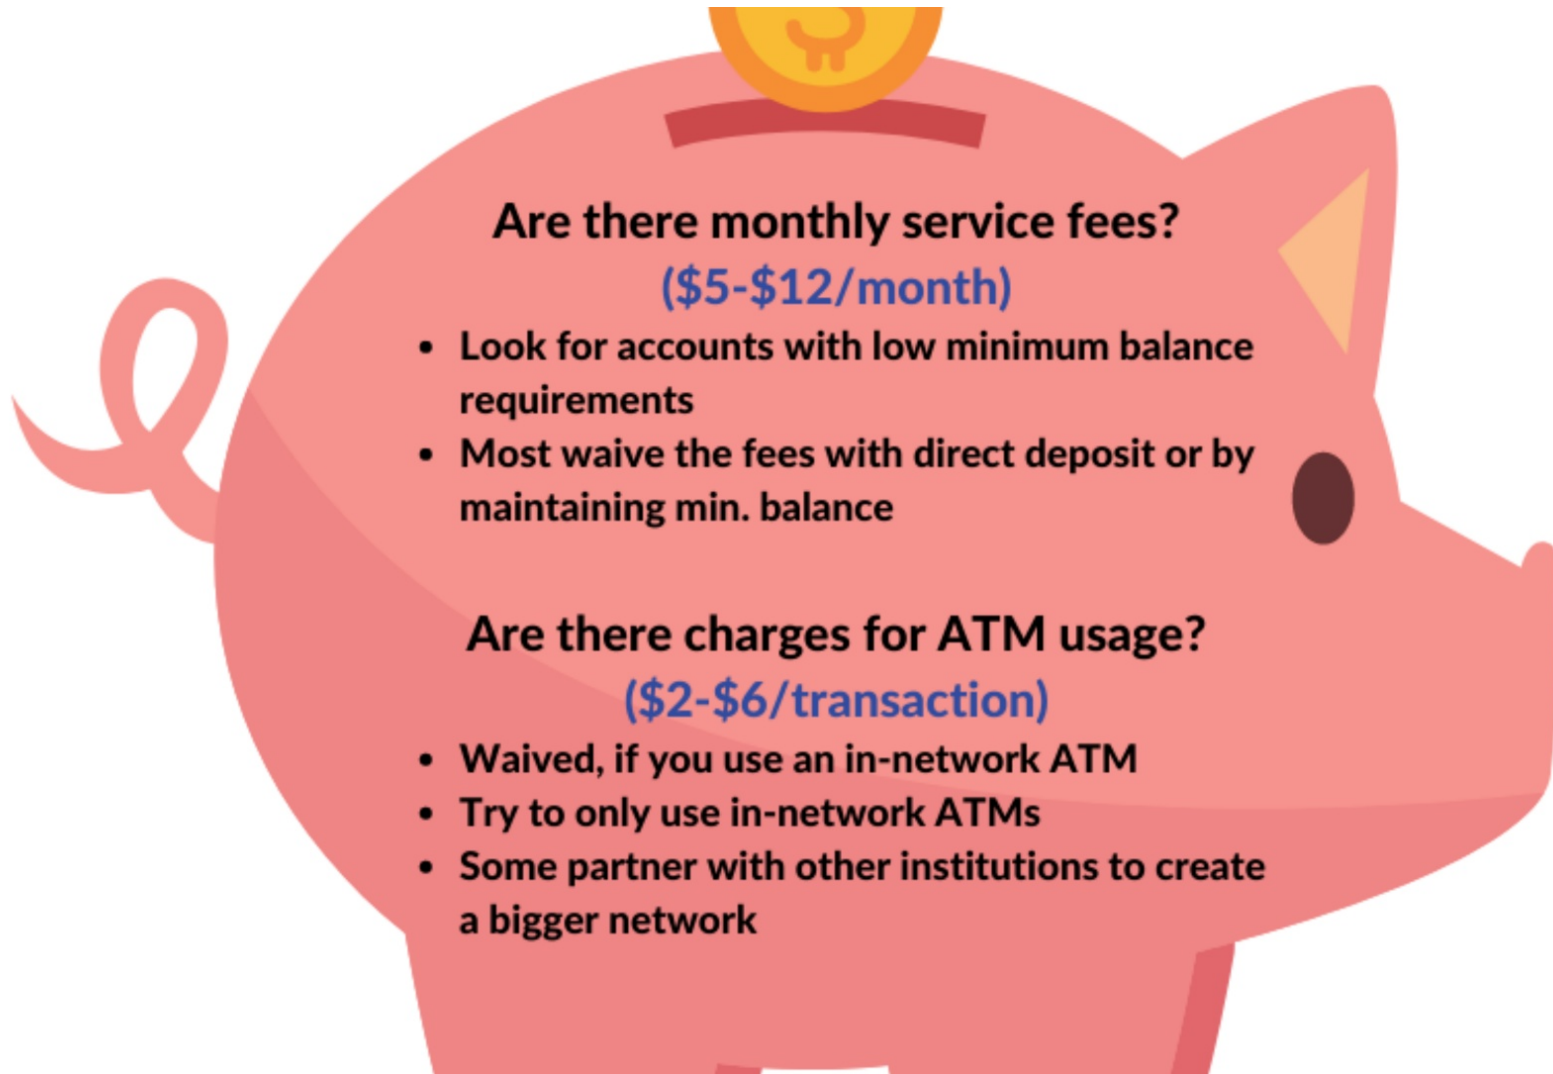 Are there monthly service fees?
($5-$12/month)
• Look for accounts with low minimum balance
requirements
• Most waive the fees with direct deposit or by
maintaining min. balance
Are there charges for ATM usage?
($2-$6/transaction)
• Waived, if you use an in-network ATM
• Try to only use in-network ATMs
• Some partner with other institutions to create
a bigger network